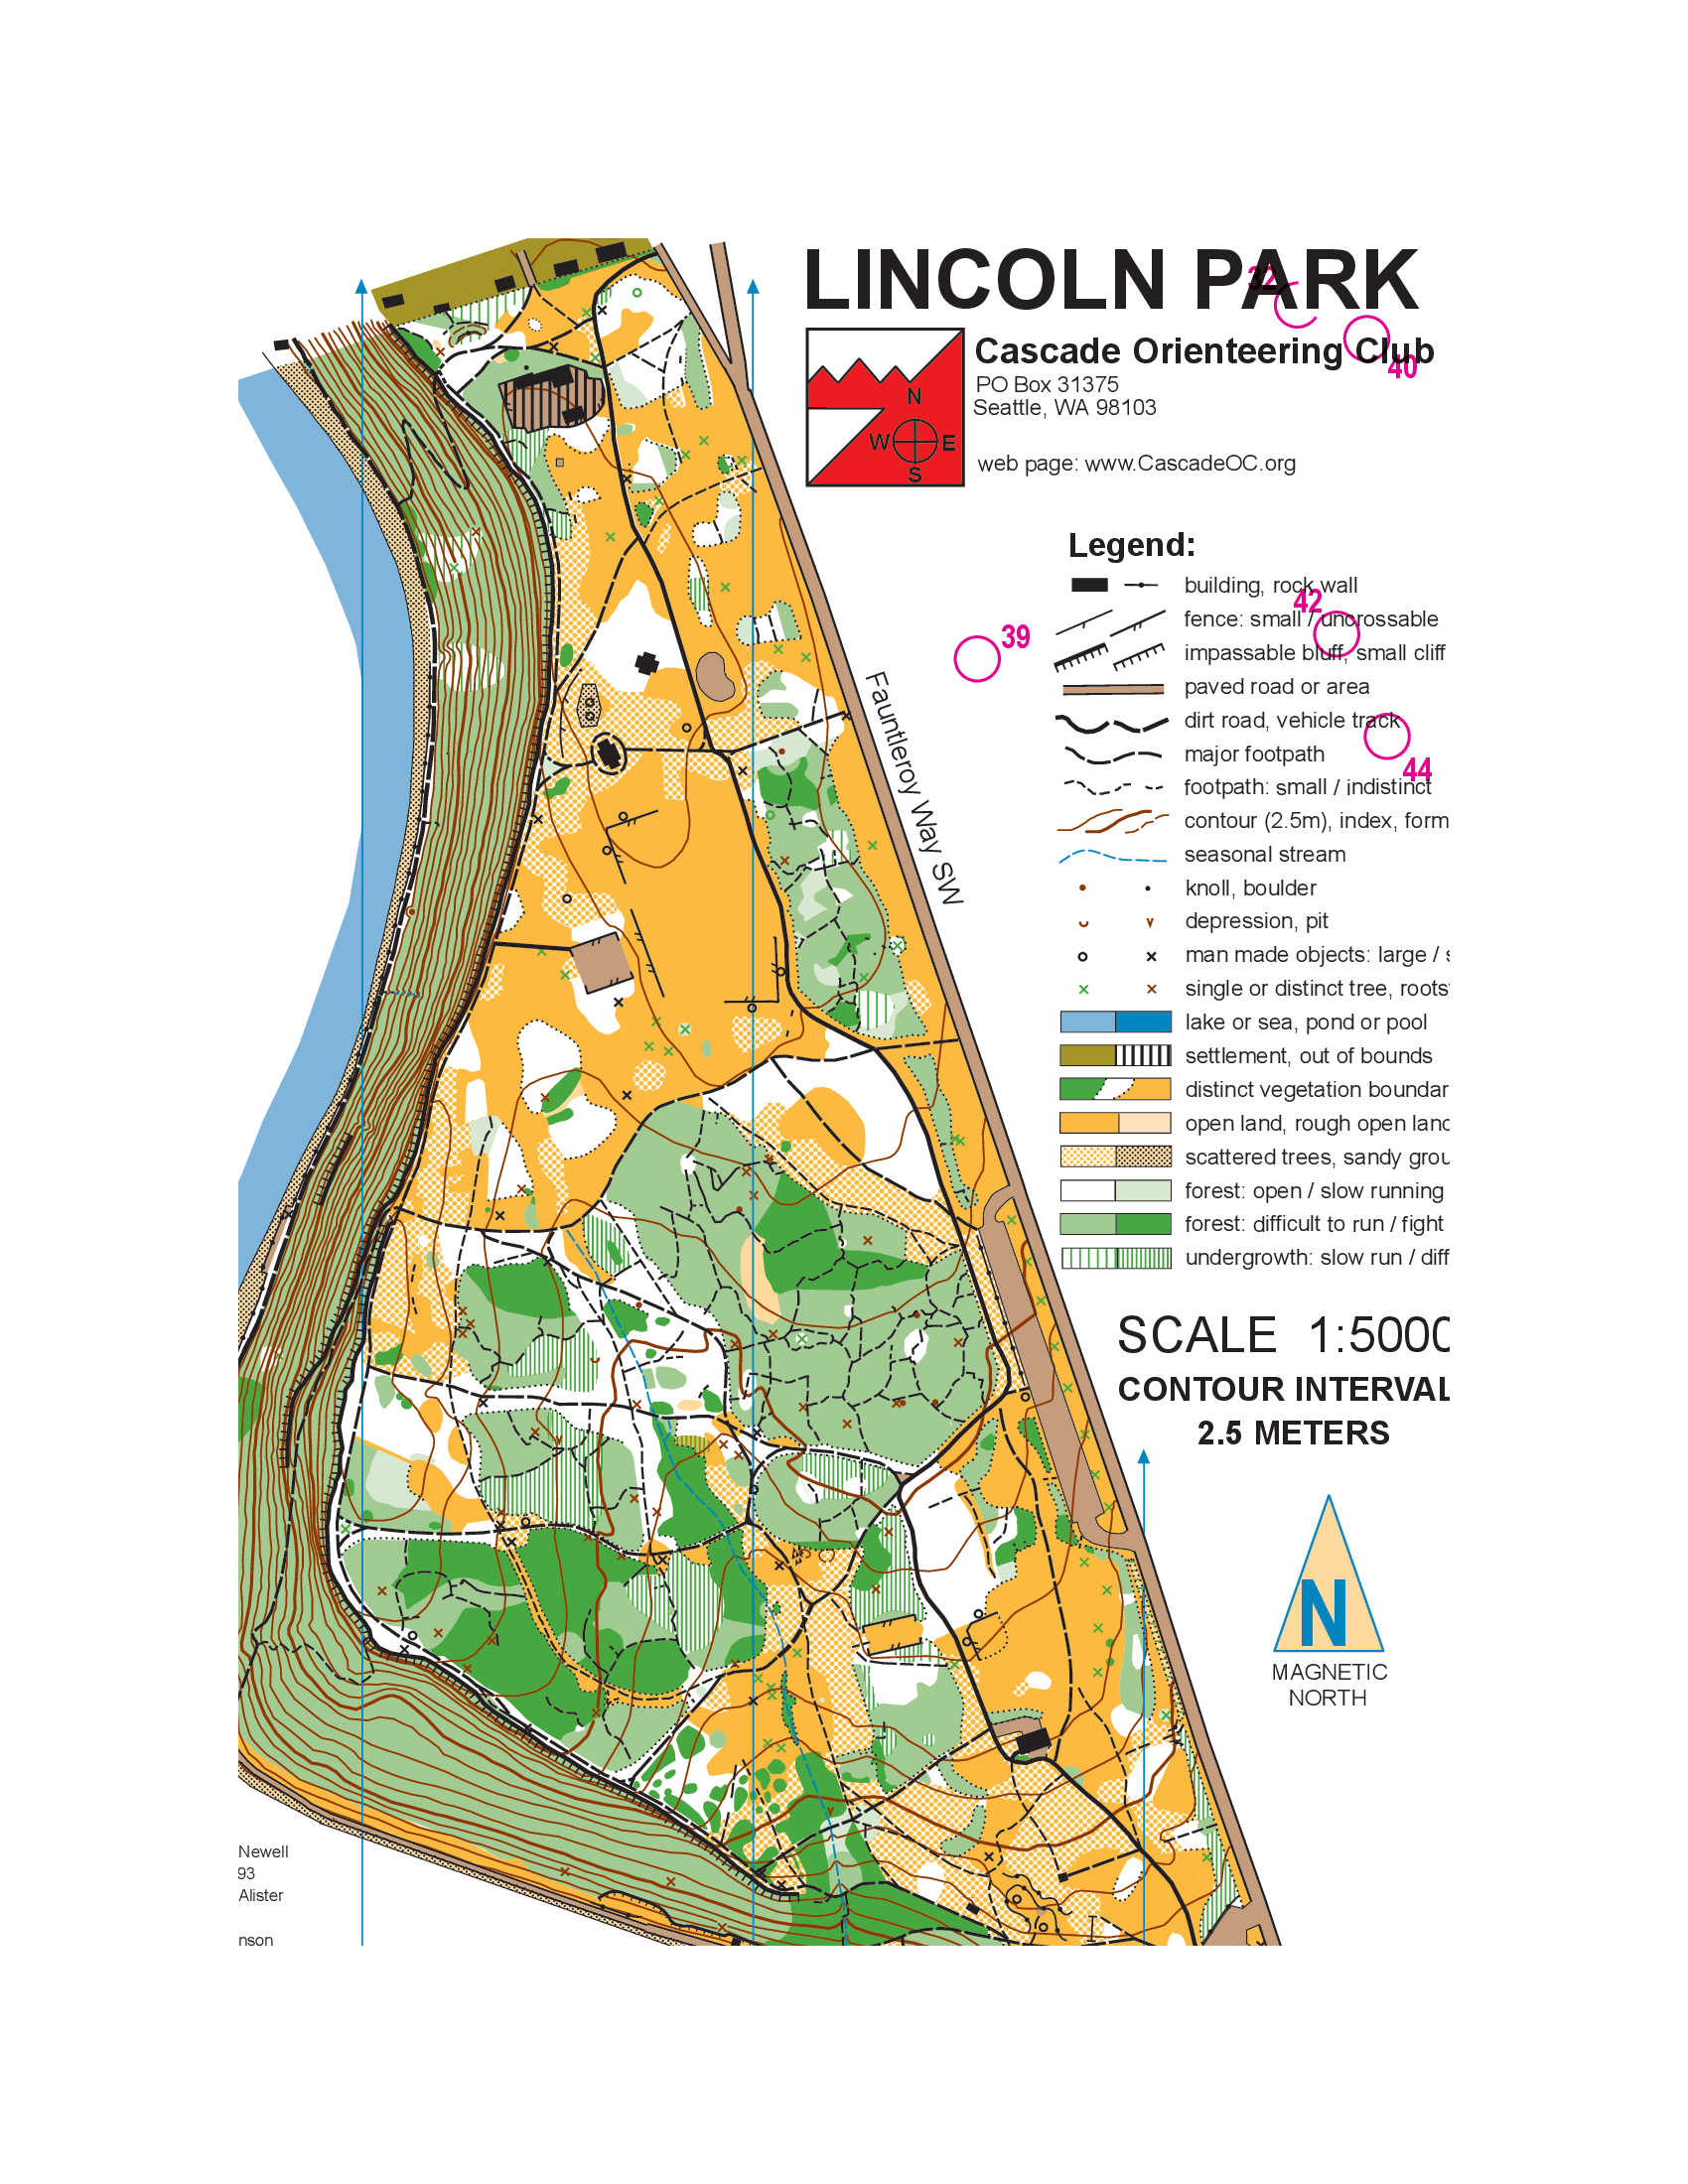 LINCOLN PARK
32
Cascade Orienteering Club
40
PO Box 31375
Seattle, WA 98103
N
W E
S
web page: www.CascadeOC.org
Legend:
building, rock wall
42
fence: small / uncrossable
39
impassable bluff, small cliff
paved road or area
dirt road, vehicle track
major footpath
44
footpath: small / indistinct
contour (2.5m), index, form
seasonal stream
knoll, boulder
depression, pit
man made objects: large / s
single or distinct tree, roots
lake or sea, pond or pool
settlement, out of bounds
distinct vegetation boundar
open land, rough open land
scattered trees, sandy grou
forest: open / slow running
forest: difficult to run / fight
undergrowth: slow run / diff
Fauntleroy Way SW
SCALE 1:5000
CONTOUR INTERVAL
2.5 METERS
N
MAGNETIC
NORTH
Newell
93
Alister
nson